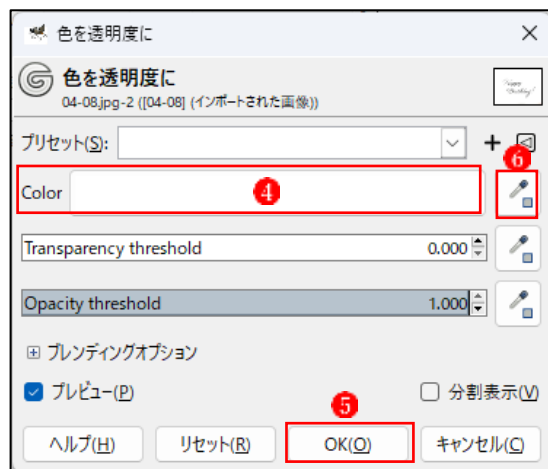 色を透明度に
色を透明度に
04-08.jpg-2 ([04-08] (インポートされた画像))
Happy Birthday!
プリセット(S):
6
Color
4
Transparency threshold 0.000
Opacity threshold 1.000
ブレンディングオプション
プレビュー(P) 分割表示(V)
5
ヘルプ(H) リセット(R) OK(O) キャンセル(C)